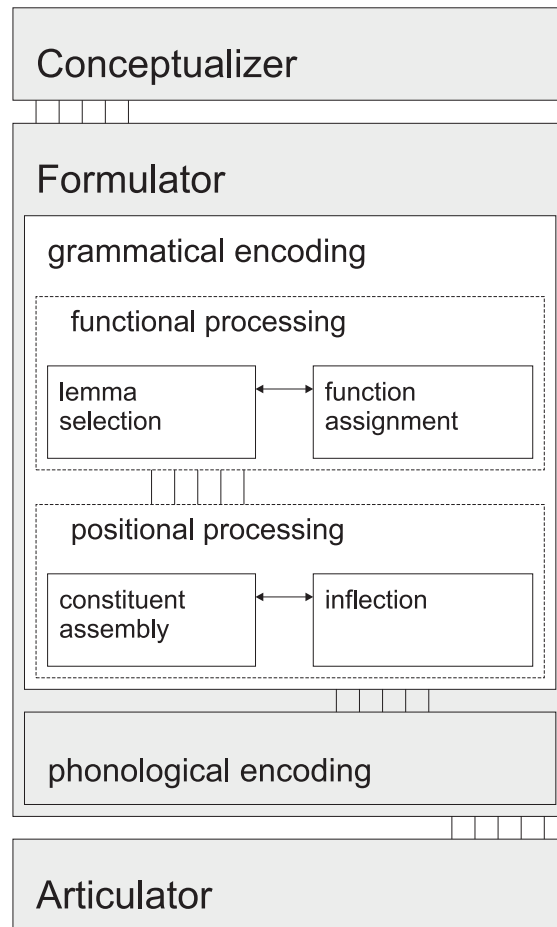 Conceptualizer
Formulator
grammatical encoding
functional processing
lemma
selection
function
assignment
positional processing
constituent
assembly
inflection
phonological encoding
Articulator